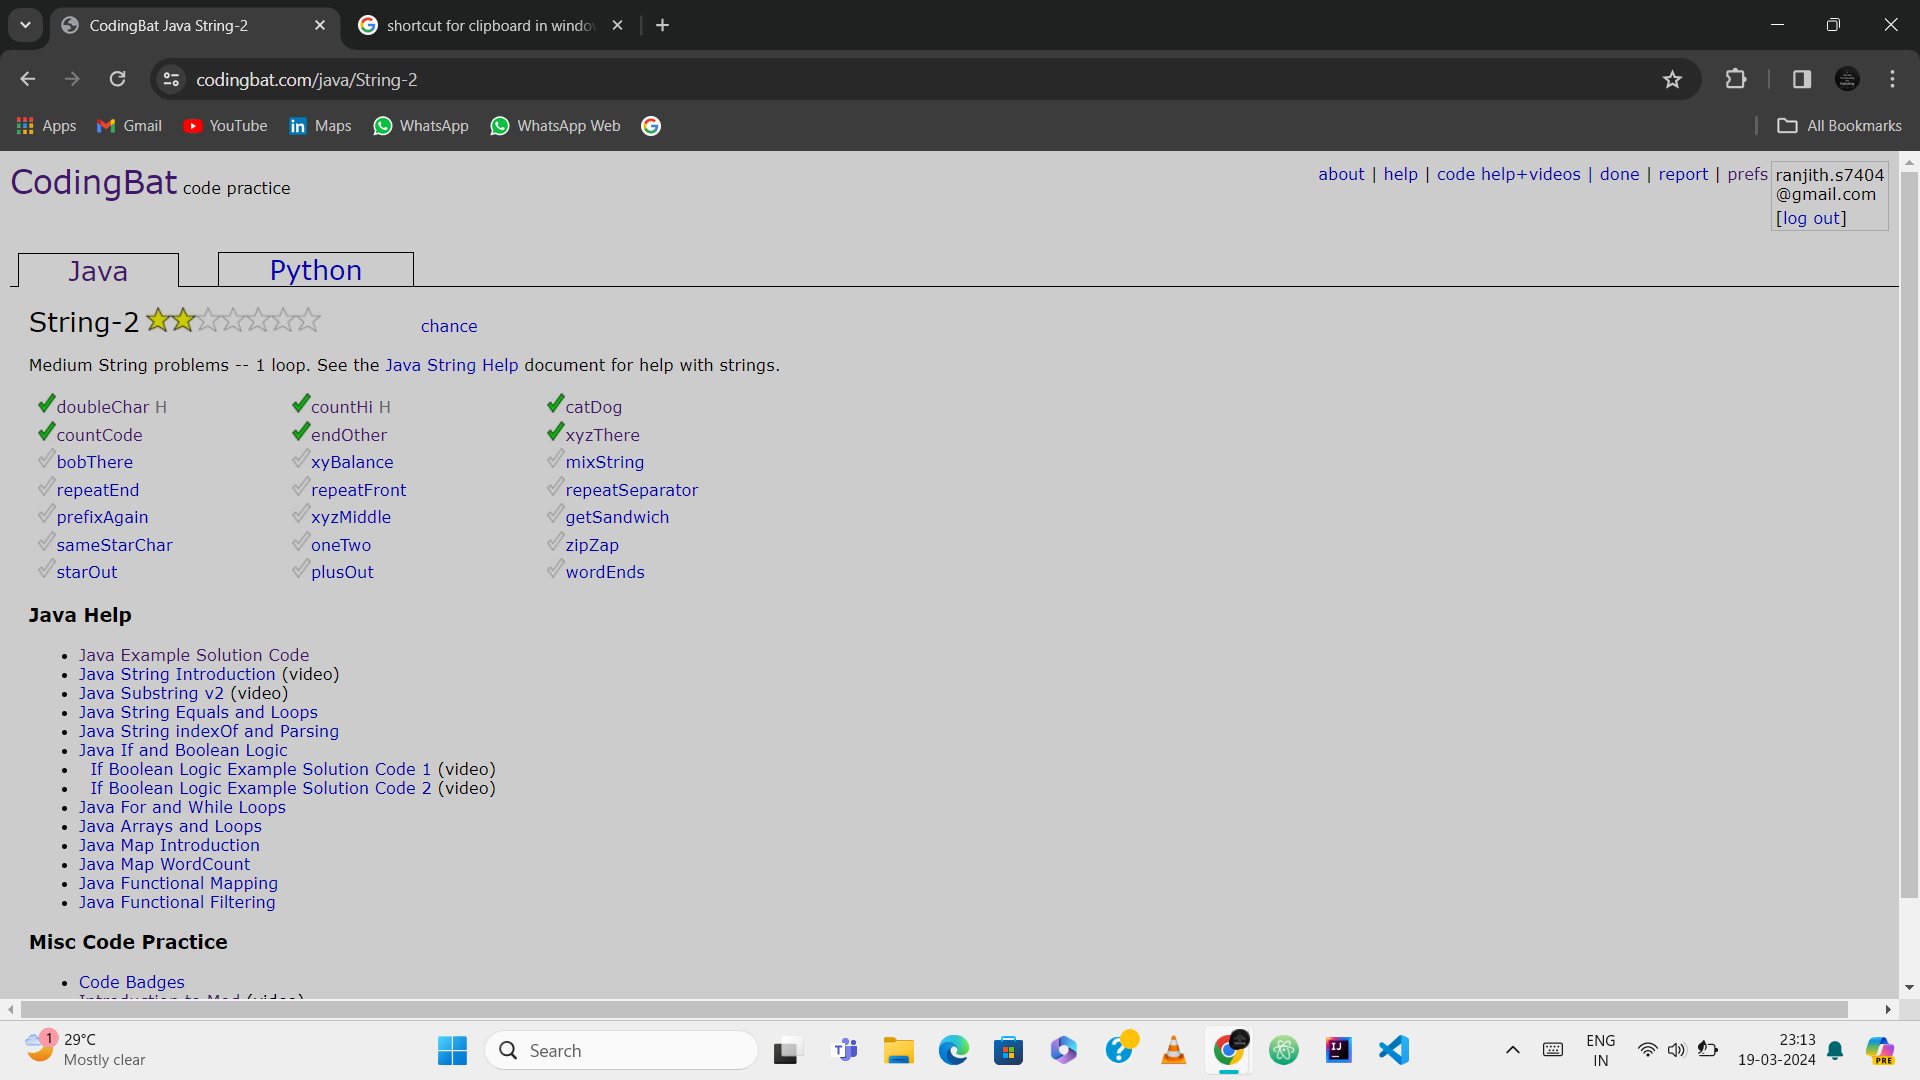 CodingBat Java String-2
shortcut for clipboard in windo
codingbat.com/java/String-2
Apps Gmail YouTube Maps WhatsApp WhatsApp Web All Bookmarks
CodingBat code practice
about | help | code help+videos | done | report | prefs
ranjith.s7404
@gmail.com
[log out]
Java Python
String-2 chance
Medium String problems -- 1 loop. See the Java String Help document for help with strings.
doubleChar H countHi H catDog
countCode endOther xyzThere
bobThere xyBalance mixString
repeatEnd repeatFront repeatSeparator
prefixAgain xyzMiddle getSandwich
sameStarChar oneTwo zipZap
starOut plusOut wordEnds
Java Help
Java Example Solution Code
Java String Introduction (video)
Java Substring v2 (video)
Java String Equals and Loops
Java String indexOf and Parsing
Java If and Boolean Logic
If Boolean Logic Example Solution Code 1 (video)
If Boolean Logic Example Solution Code 2 (video)
Java For and While Loops
Java Arrays and Loops
Java Map Introduction
Java Map WordCount
Java Functional Mapping
Java Functional Filtering
Misc Code Practice
Code Badges
Introduction to Mod (video)
1
29°C
Mostly clear
Search
ENG
IN
23:13
19-03-2024
PRE